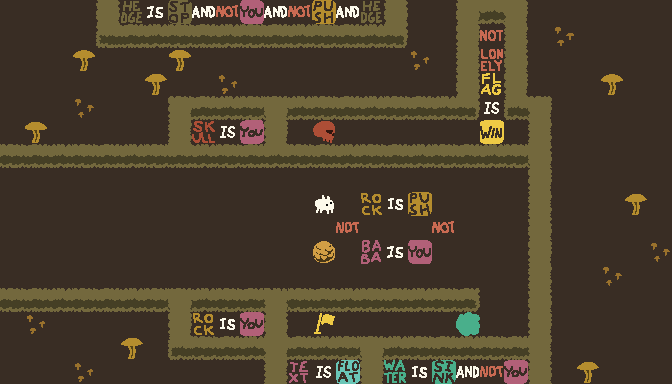 HEDGE IS STOP AND NOT YOU AND NOT PUSH AND HEDGE
NOT
LONELY
FLAG
IS
SKULL IS YOU
WIN
ROCK IS PUSH
NOT NOT
BABA IS YOU
ROCK IS YOU
TEXT IS FLOAT
WATER IS SINK AND NOT YOU